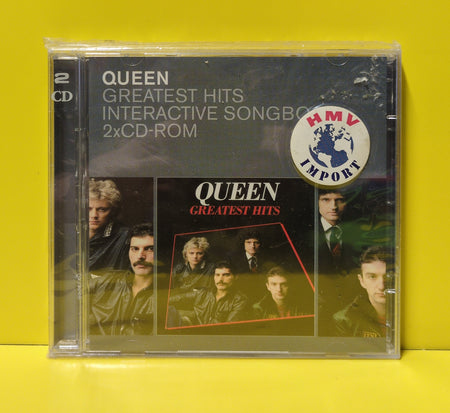 2
CD
QUEEN
GREATEST HITS
INTERACTIVE SONGBO
2xCD-ROM
HMV
IMPORT
QUEEN
GREATEST HITS